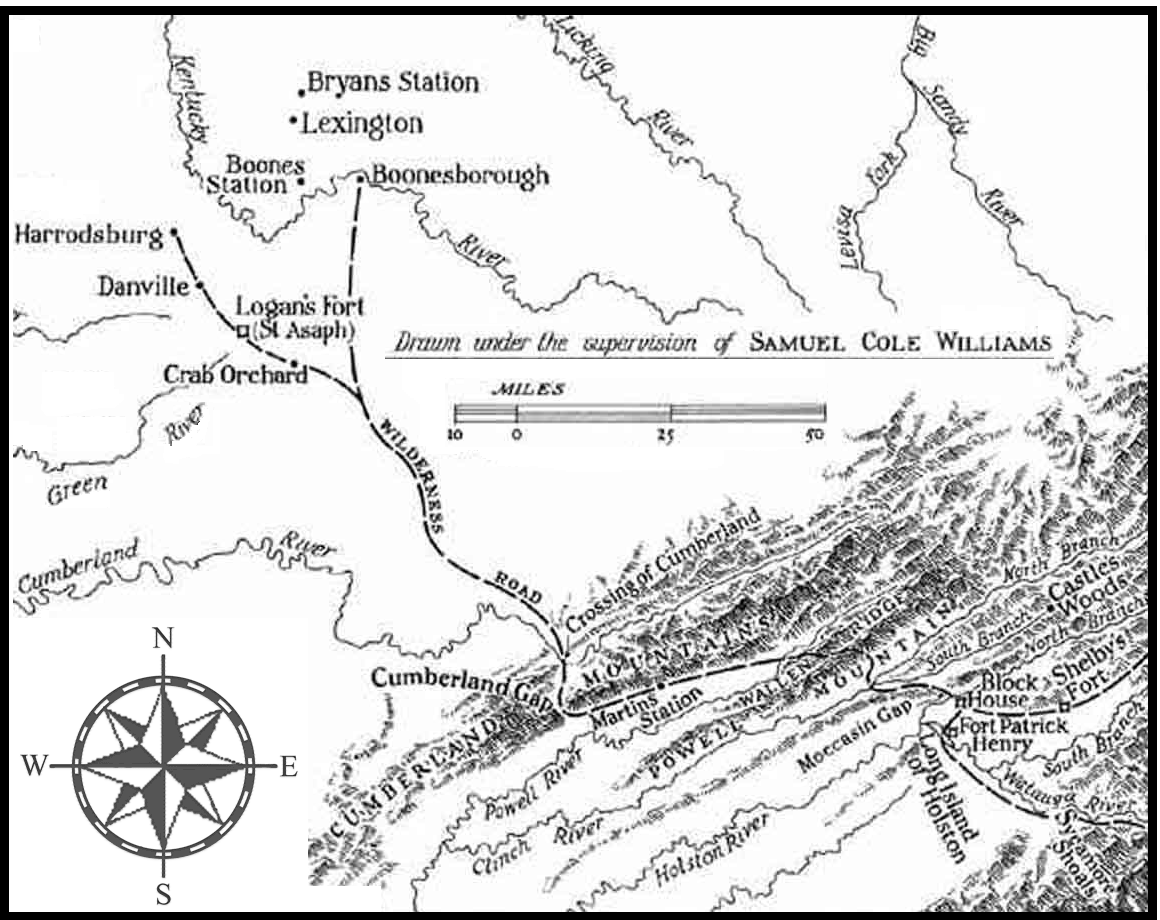 Kentucky
Licking
River
Big
Sandy
River
Bryans Station
Lexington
Boones
Station
Boonesborough
Levisa Fork
Harrodsburg
River
Danville
Logan's Fort
(St Asaph)
Drawn under the supervision of SAMUEL COLE WILLIAMS
Crab Orchard
MILES
10 0 25 50
River
Green
WILDERNESS
ROAD
Cumberland
River
Crossing of Cumberland
North Branch
Castle's
Woods
South Branch
North Branch
CUMBERLAND
MOUNTAINS
WALLEN RIDGE
POWELL MOUNTAIN
Cumberland Gap
Martins
Station
Block
House
Shelby's
Fort
Moccasin Gap
Fort Patrick
Henry
South Branch
Long Island
of Holston
Watauga River
Sycamore
Shoals
Powell River
Clinch River
Holston River
N
W
E
S